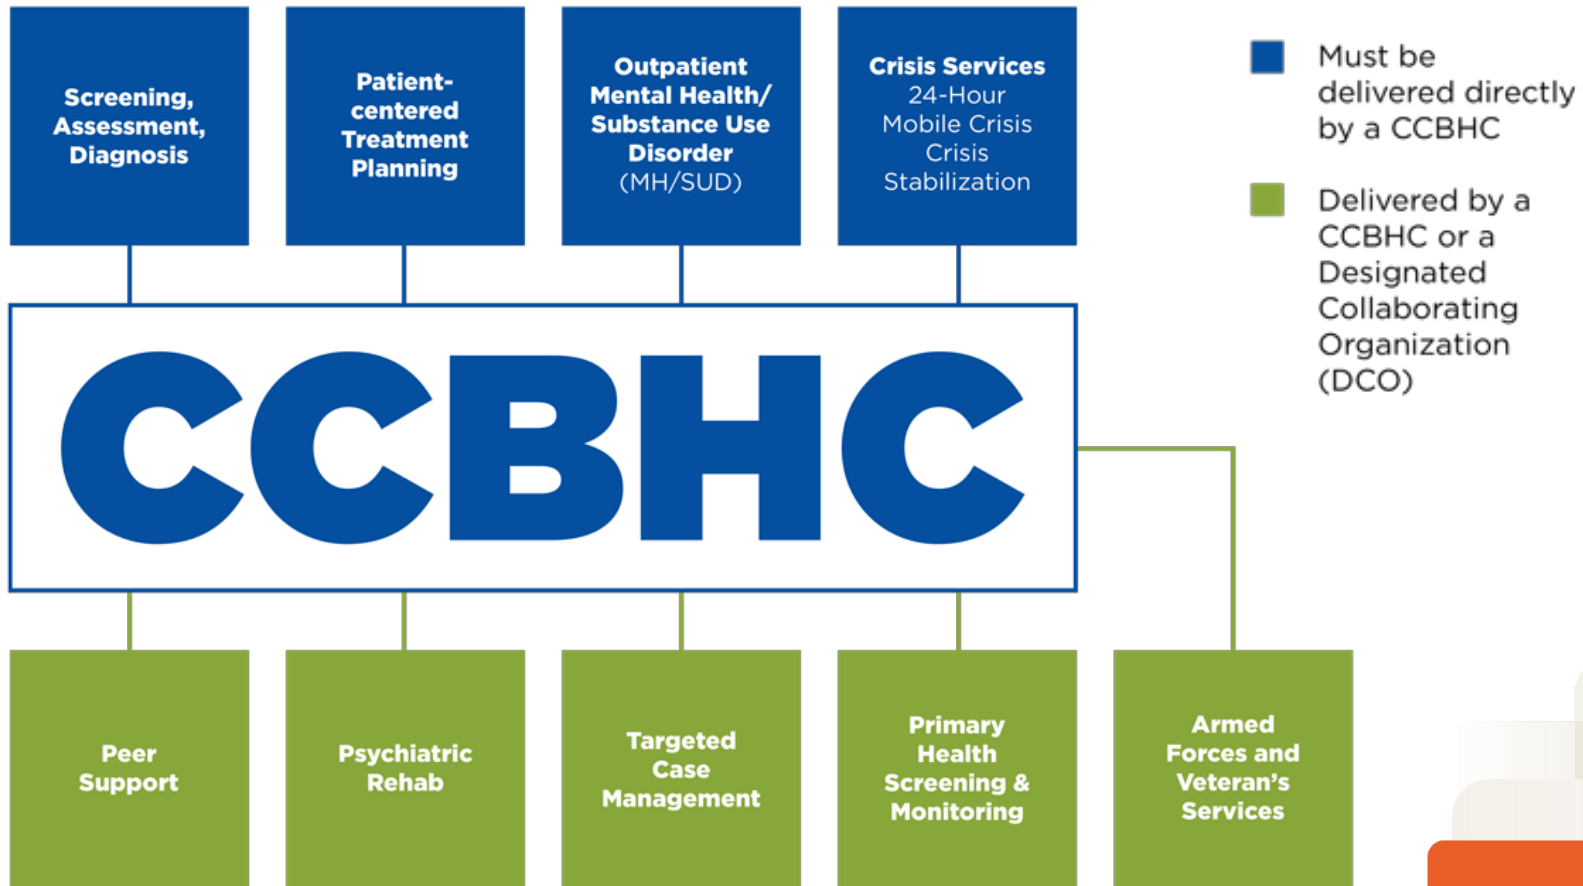 Screening,
Assessment,
Diagnosis
Patient-
centered
Treatment
Planning
Outpatient
Mental Health/
Substance Use
Disorder
(MH/SUD)
Crisis Services
24-Hour
Mobile Crisis
Crisis
Stabilization
Must be
delivered directly
by a CCBHC
Delivered by a
CCBHC or a
Designated
Collaborating
Organization
(DCO)
CCBHC
Peer
Support
Psychiatric
Rehab
Targeted
Case
Management
Primary
Health
Screening &
Monitoring
Armed
Forces and
Veteran’s
Services